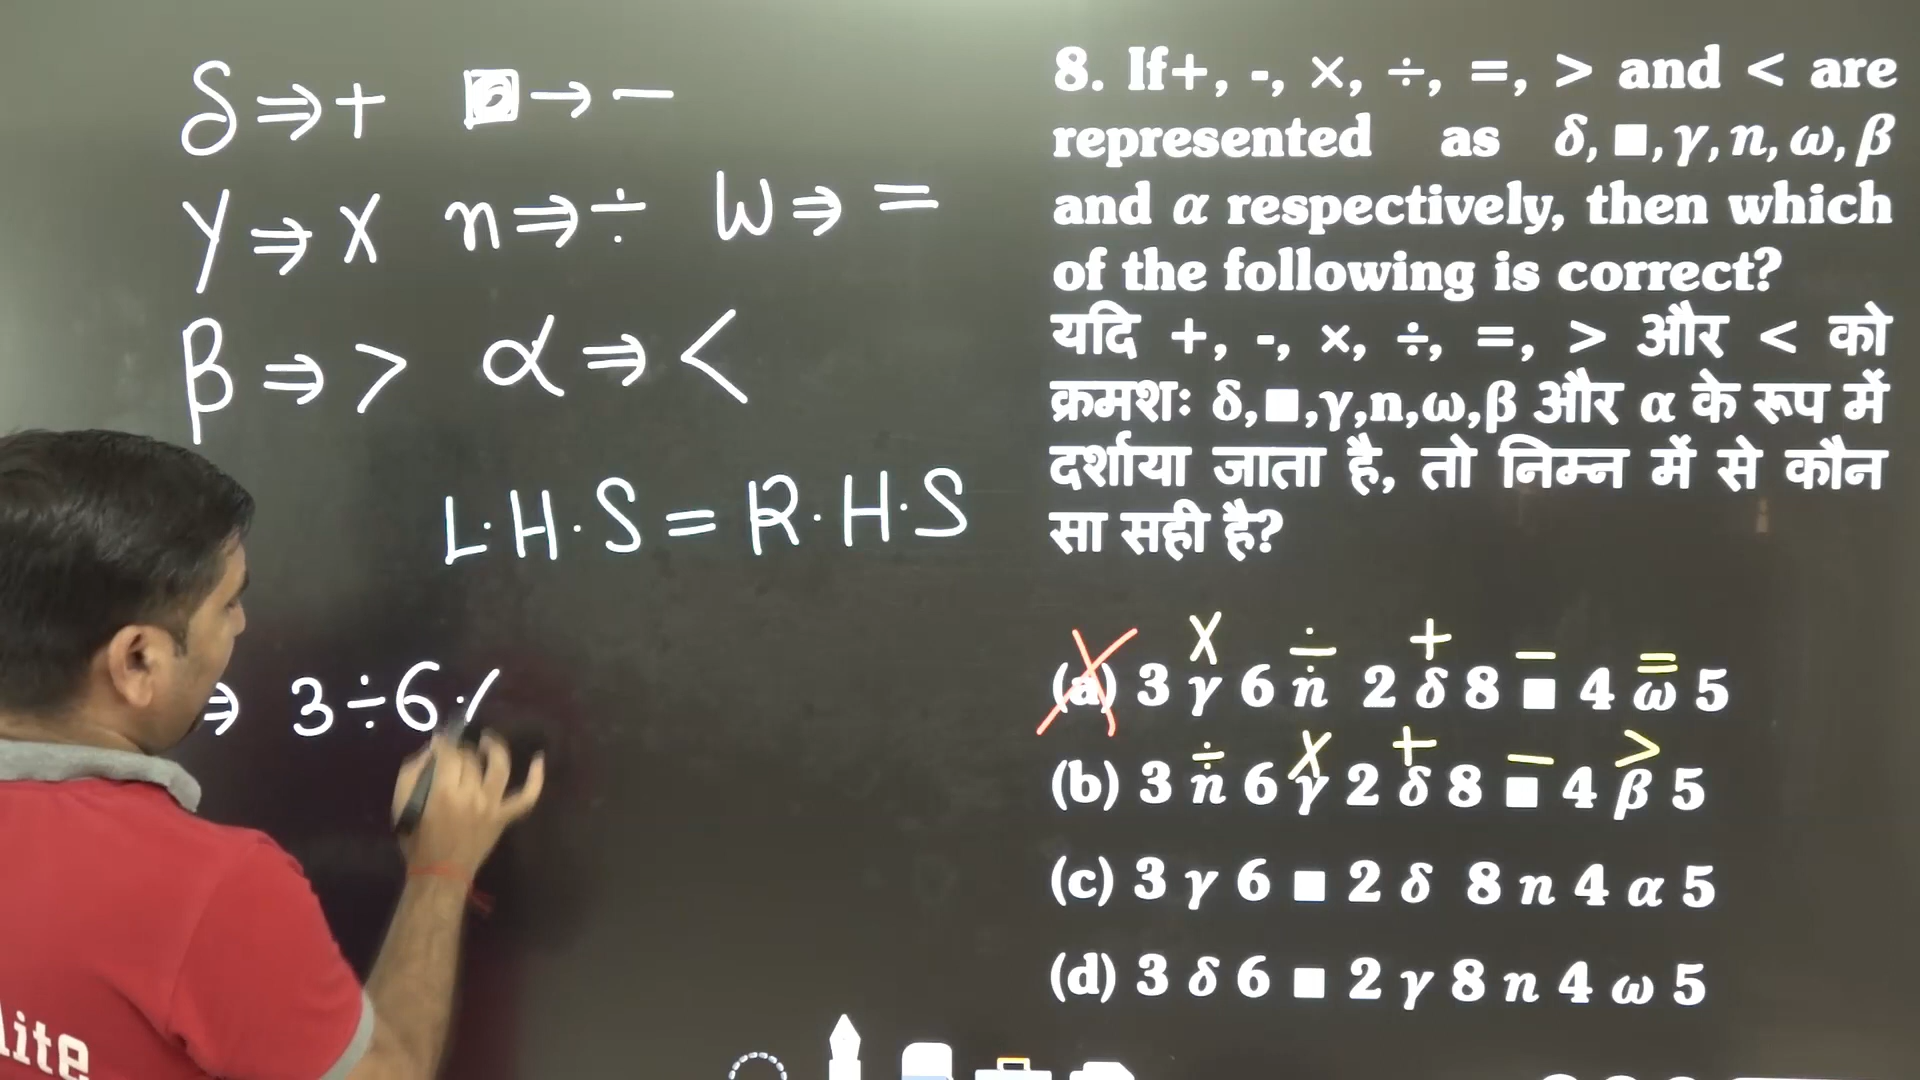 δ ⇒ + ■ → −
γ ⇒ × n ⇒ ÷ ω ⇒ =
β ⇒ > α ⇒ <
L.H.S = R.H.S
⇒ 3÷6
8. If+, -, ×, ÷, =, > and < are
represented as δ, ■, γ, n, ω, β
and α respectively, then which
of the following is correct?
यदि +, -, ×, ÷, =, > और < को
क्रमशः δ,■,γ,n,ω,β और α के रूप में
दर्शाया जाता है, तो निम्न में से कौन
सा सही है?
× ÷ + − =
(a) 3 γ 6 n 2 δ 8 ■ 4 ω 5
÷ × + − >
(b) 3 n 6 γ 2 δ 8 ■ 4 β 5
(c) 3 γ 6 ■ 2 δ 8 n 4 α 5
(d) 3 δ 6 ■ 2 γ 8 n 4 ω 5